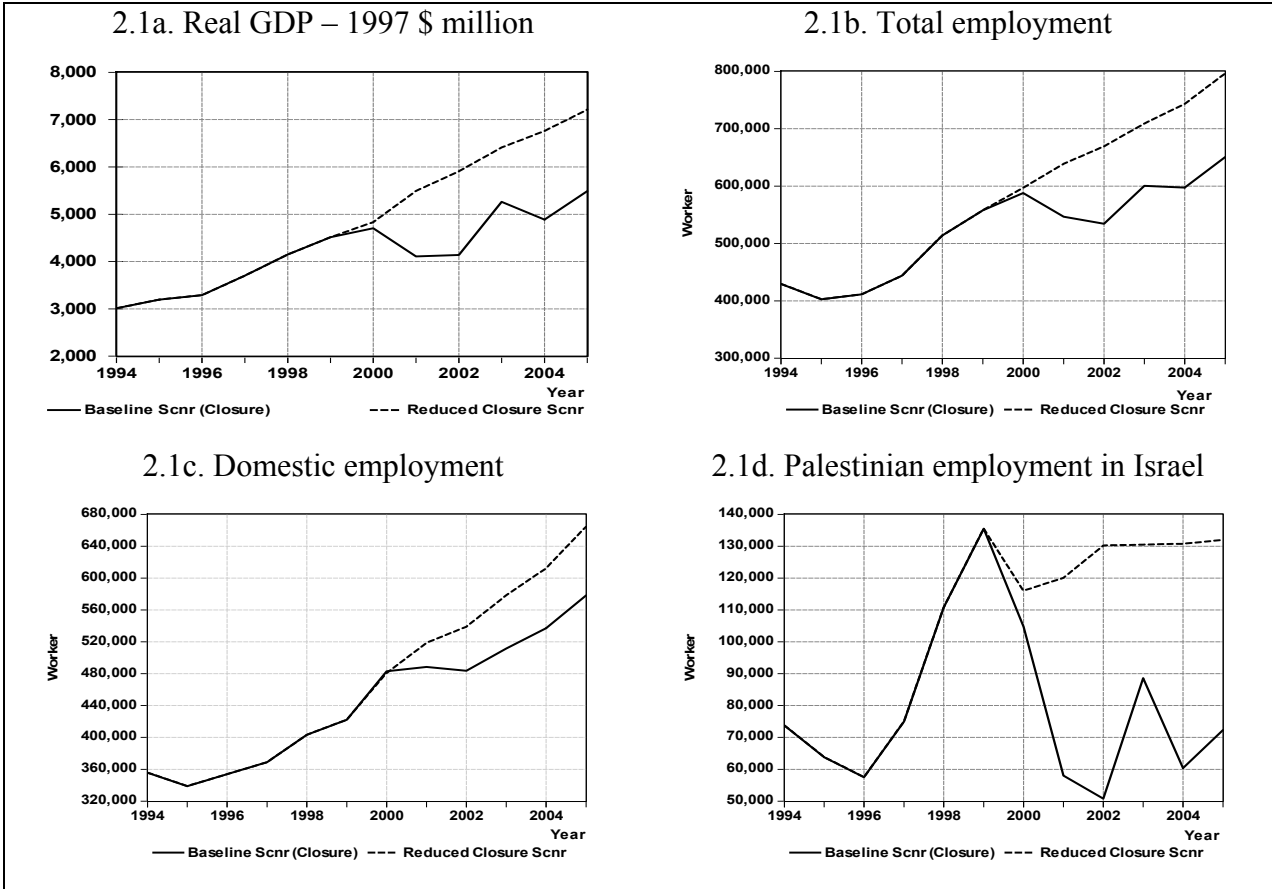 2.1a. Real GDP – 1997 $ million
8,000
7,000
6,000
5,000
4,000
3,000
2,000
1994 1996 1998 2000 2002 2004
Year
Baseline Scnr (Closure) Reduced Closure Scnr
2.1b. Total employment
800,000
700,000
600,000
500,000
400,000
300,000
Worker
1994 1996 1998 2000 2002 2004
Year
Baseline Scnr (Closure) Reduced Closure Scnr
2.1c. Domestic employment
680,000
640,000
600,000
560,000
520,000
480,000
440,000
400,000
360,000
320,000
Worker
1994 1996 1998 2000 2002 2004
Year
Baseline Scnr (Closure) Reduced Closure Scnr
2.1d. Palestinian employment in Israel
140,000
130,000
120,000
110,000
100,000
90,000
80,000
70,000
60,000
50,000
Worker
1994 1996 1998 2000 2002 2004
Year
Baseline Scnr (Closure) Reduced Closure Scnr